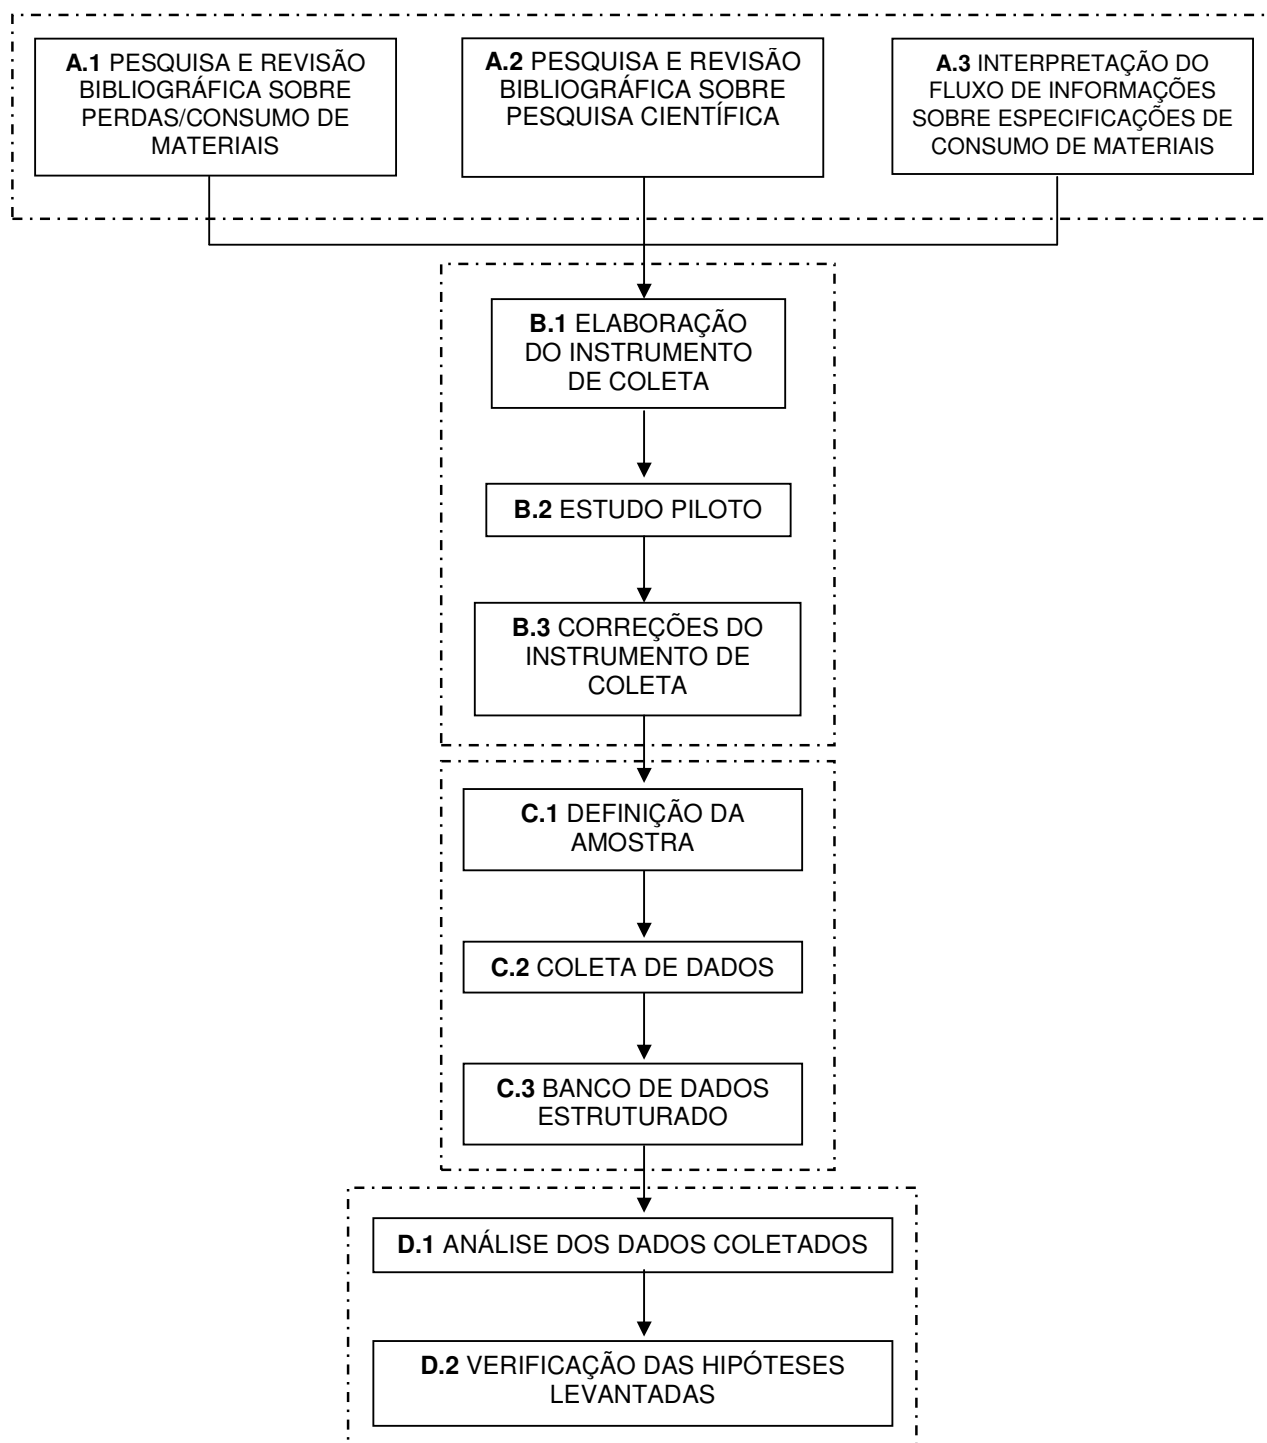 A.1 PESQUISA E REVISÃO
BIBLIOGRÁFICA SOBRE
PERDAS/CONSUMO DE
MATERIAIS
A.2 PESQUISA E REVISÃO
BIBLIOGRÁFICA SOBRE
PESQUISA CIENTÍFICA
A.3 INTERPRETAÇÃO DO
FLUXO DE INFORMAÇÕES
SOBRE ESPECIFICAÇÕES DE
CONSUMO DE MATERIAIS
B.1 ELABORAÇÃO
DO INSTRUMENTO
DE COLETA
B.2 ESTUDO PILOTO
B.3 CORREÇÕES DO
INSTRUMENTO DE
COLETA
C.1 DEFINIÇÃO DA
AMOSTRA
C.2 COLETA DE DADOS
C.3 BANCO DE DADOS
ESTRUTURADO
D.1 ANÁLISE DOS DADOS COLETADOS
D.2 VERIFICAÇÃO DAS HIPÓTESES
LEVANTADAS